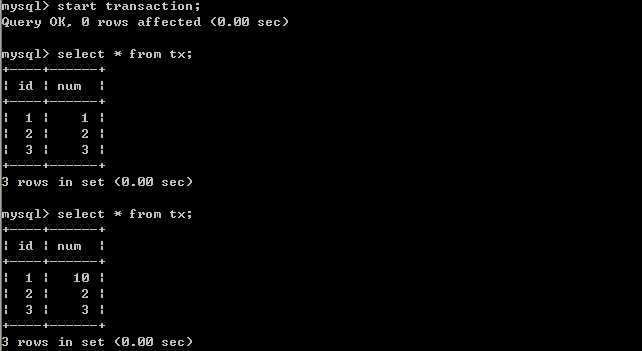 mysql> start transaction;
Query OK, 0 rows affected (0.00 sec)
mysql> select * from tx;
+----+------+
| id | num  |
+----+------+
|  1 |    1 |
|  2 |    2 |
|  3 |    3 |
+----+------+
3 rows in set (0.00 sec)
mysql> select * from tx;
+----+------+
| id | num  |
+----+------+
|  1 |   10 |
|  2 |    2 |
|  3 |    3 |
+----+------+
3 rows in set (0.00 sec)